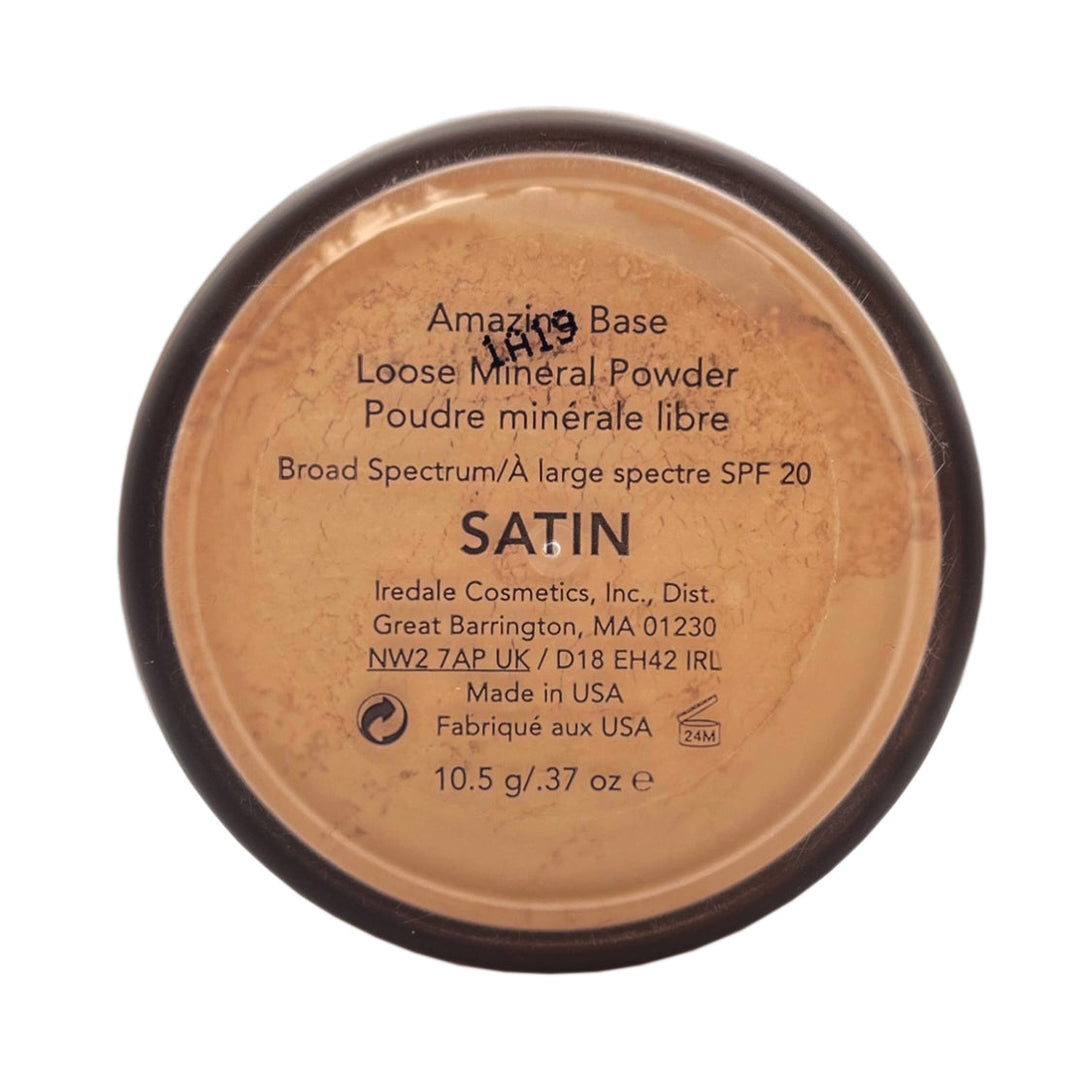 Amazing Base
1A19
Loose Mineral Powder
Poudre minérale libre
Broad Spectrum/À large spectre SPF 20
SATIN
Iredale Cosmetics, Inc., Dist.
Great Barrington, MA 01230
NW2 7AP UK / D18 EH42 IRL
Made in USA
Fabriqué aux USA
24M
10.5 g/.37 oz ℮